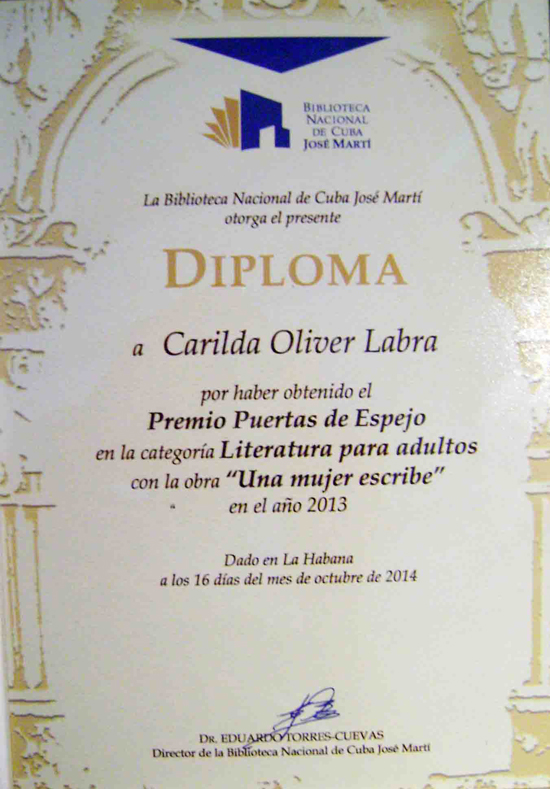 BIBLIOTECA
NACIONAL
DE CUBA
JOSÉ MARTÍ
La Biblioteca Nacional de Cuba José Martí
otorga el presente
DIPLOMA
a Carilda Oliver Labra
por haber obtenido el
Premio Puertas de Espejo
en la categoría Literatura para adultos
con la obra “Una mujer escribe”
en el año 2013
Dado en La Habana
a los 16 días del mes de octubre de 2014
DR. EDUARDO TORRES-CUEVAS
Director de la Biblioteca Nacional de Cuba José Martí